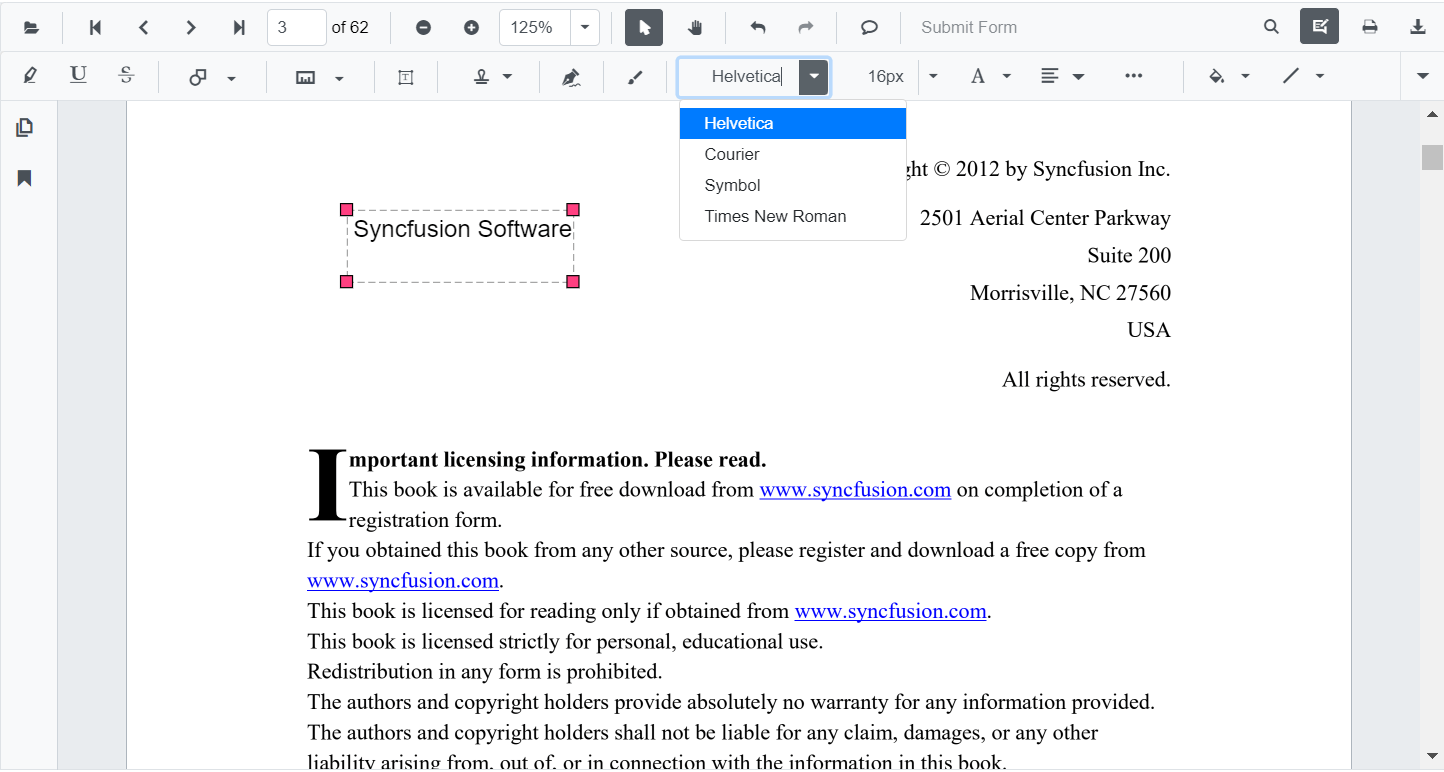 3 of 62 125% Submit Form
U S T Helvetica 16px A
Helvetica
Courier
Symbol
Times New Roman
Syncfusion Software
ght © 2012 by Syncfusion Inc.
2501 Aerial Center Parkway
Suite 200
Morrisville, NC 27560
USA
All rights reserved.
Important licensing information. Please read.
This book is available for free download from www.syncfusion.com on completion of a
registration form.
If you obtained this book from any other source, please register and download a free copy from
www.syncfusion.com.
This book is licensed for reading only if obtained from www.syncfusion.com.
This book is licensed strictly for personal, educational use.
Redistribution in any form is prohibited.
The authors and copyright holders provide absolutely no warranty for any information provided.
The authors and copyright holders shall not be liable for any claim, damages, or any other
liability arising from, out of, or in connection with the information in this book.